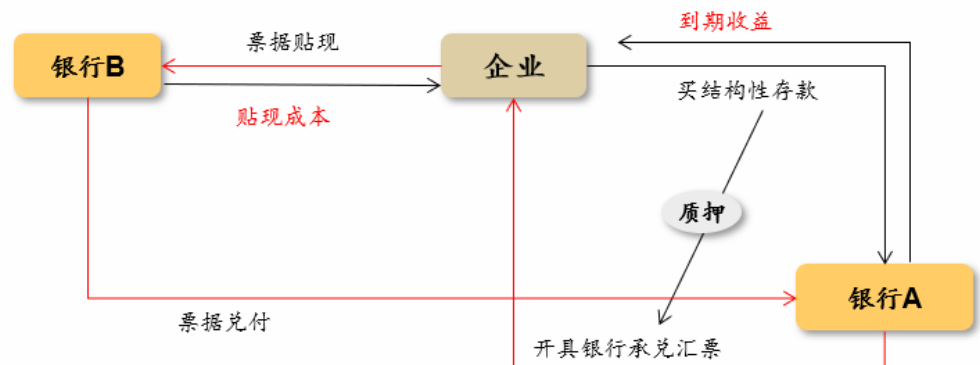 到期收益
票据贴现
银行B
企业
买结构性存款
贴现成本
质押
银行A
票据兑付
开具银行承兑汇票